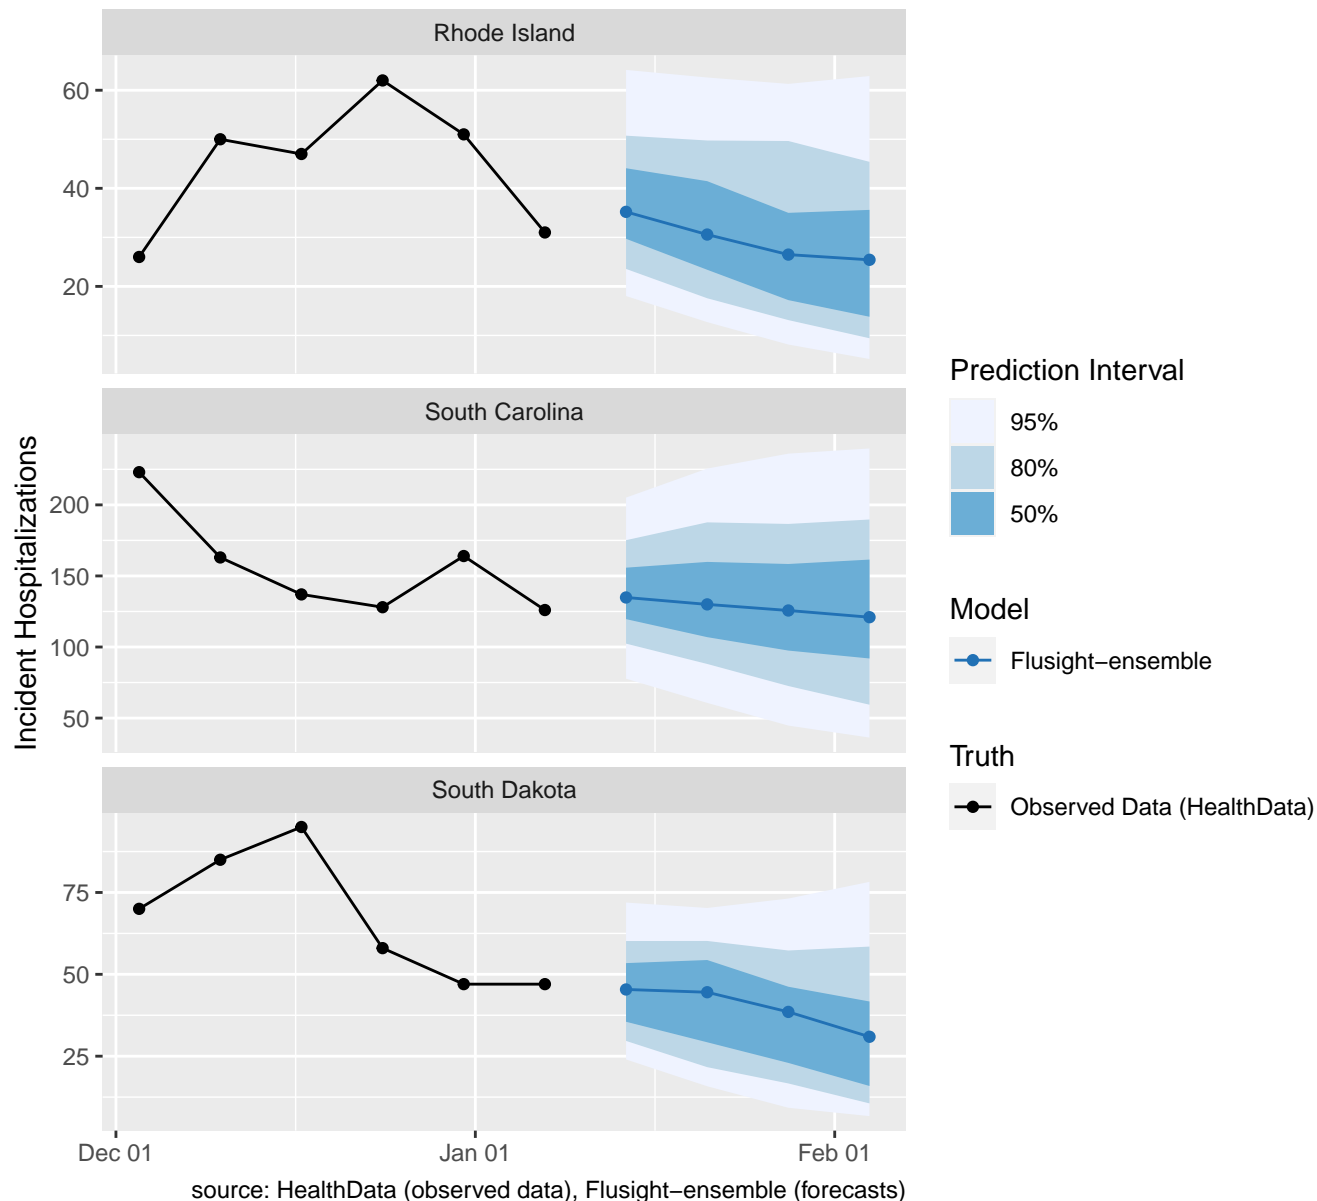 Rhode Island
60
40
20
South Carolina
200
150
100
50
South Dakota
75
50
25
Dec 01
Jan 01
Feb 01
Incident Hospitalizations
source: HealthData (observed data), Flusight−ensemble (forecasts)
Prediction Interval
95%
80%
50%
Model
Flusight−ensemble
Truth
Observed Data (HealthData)